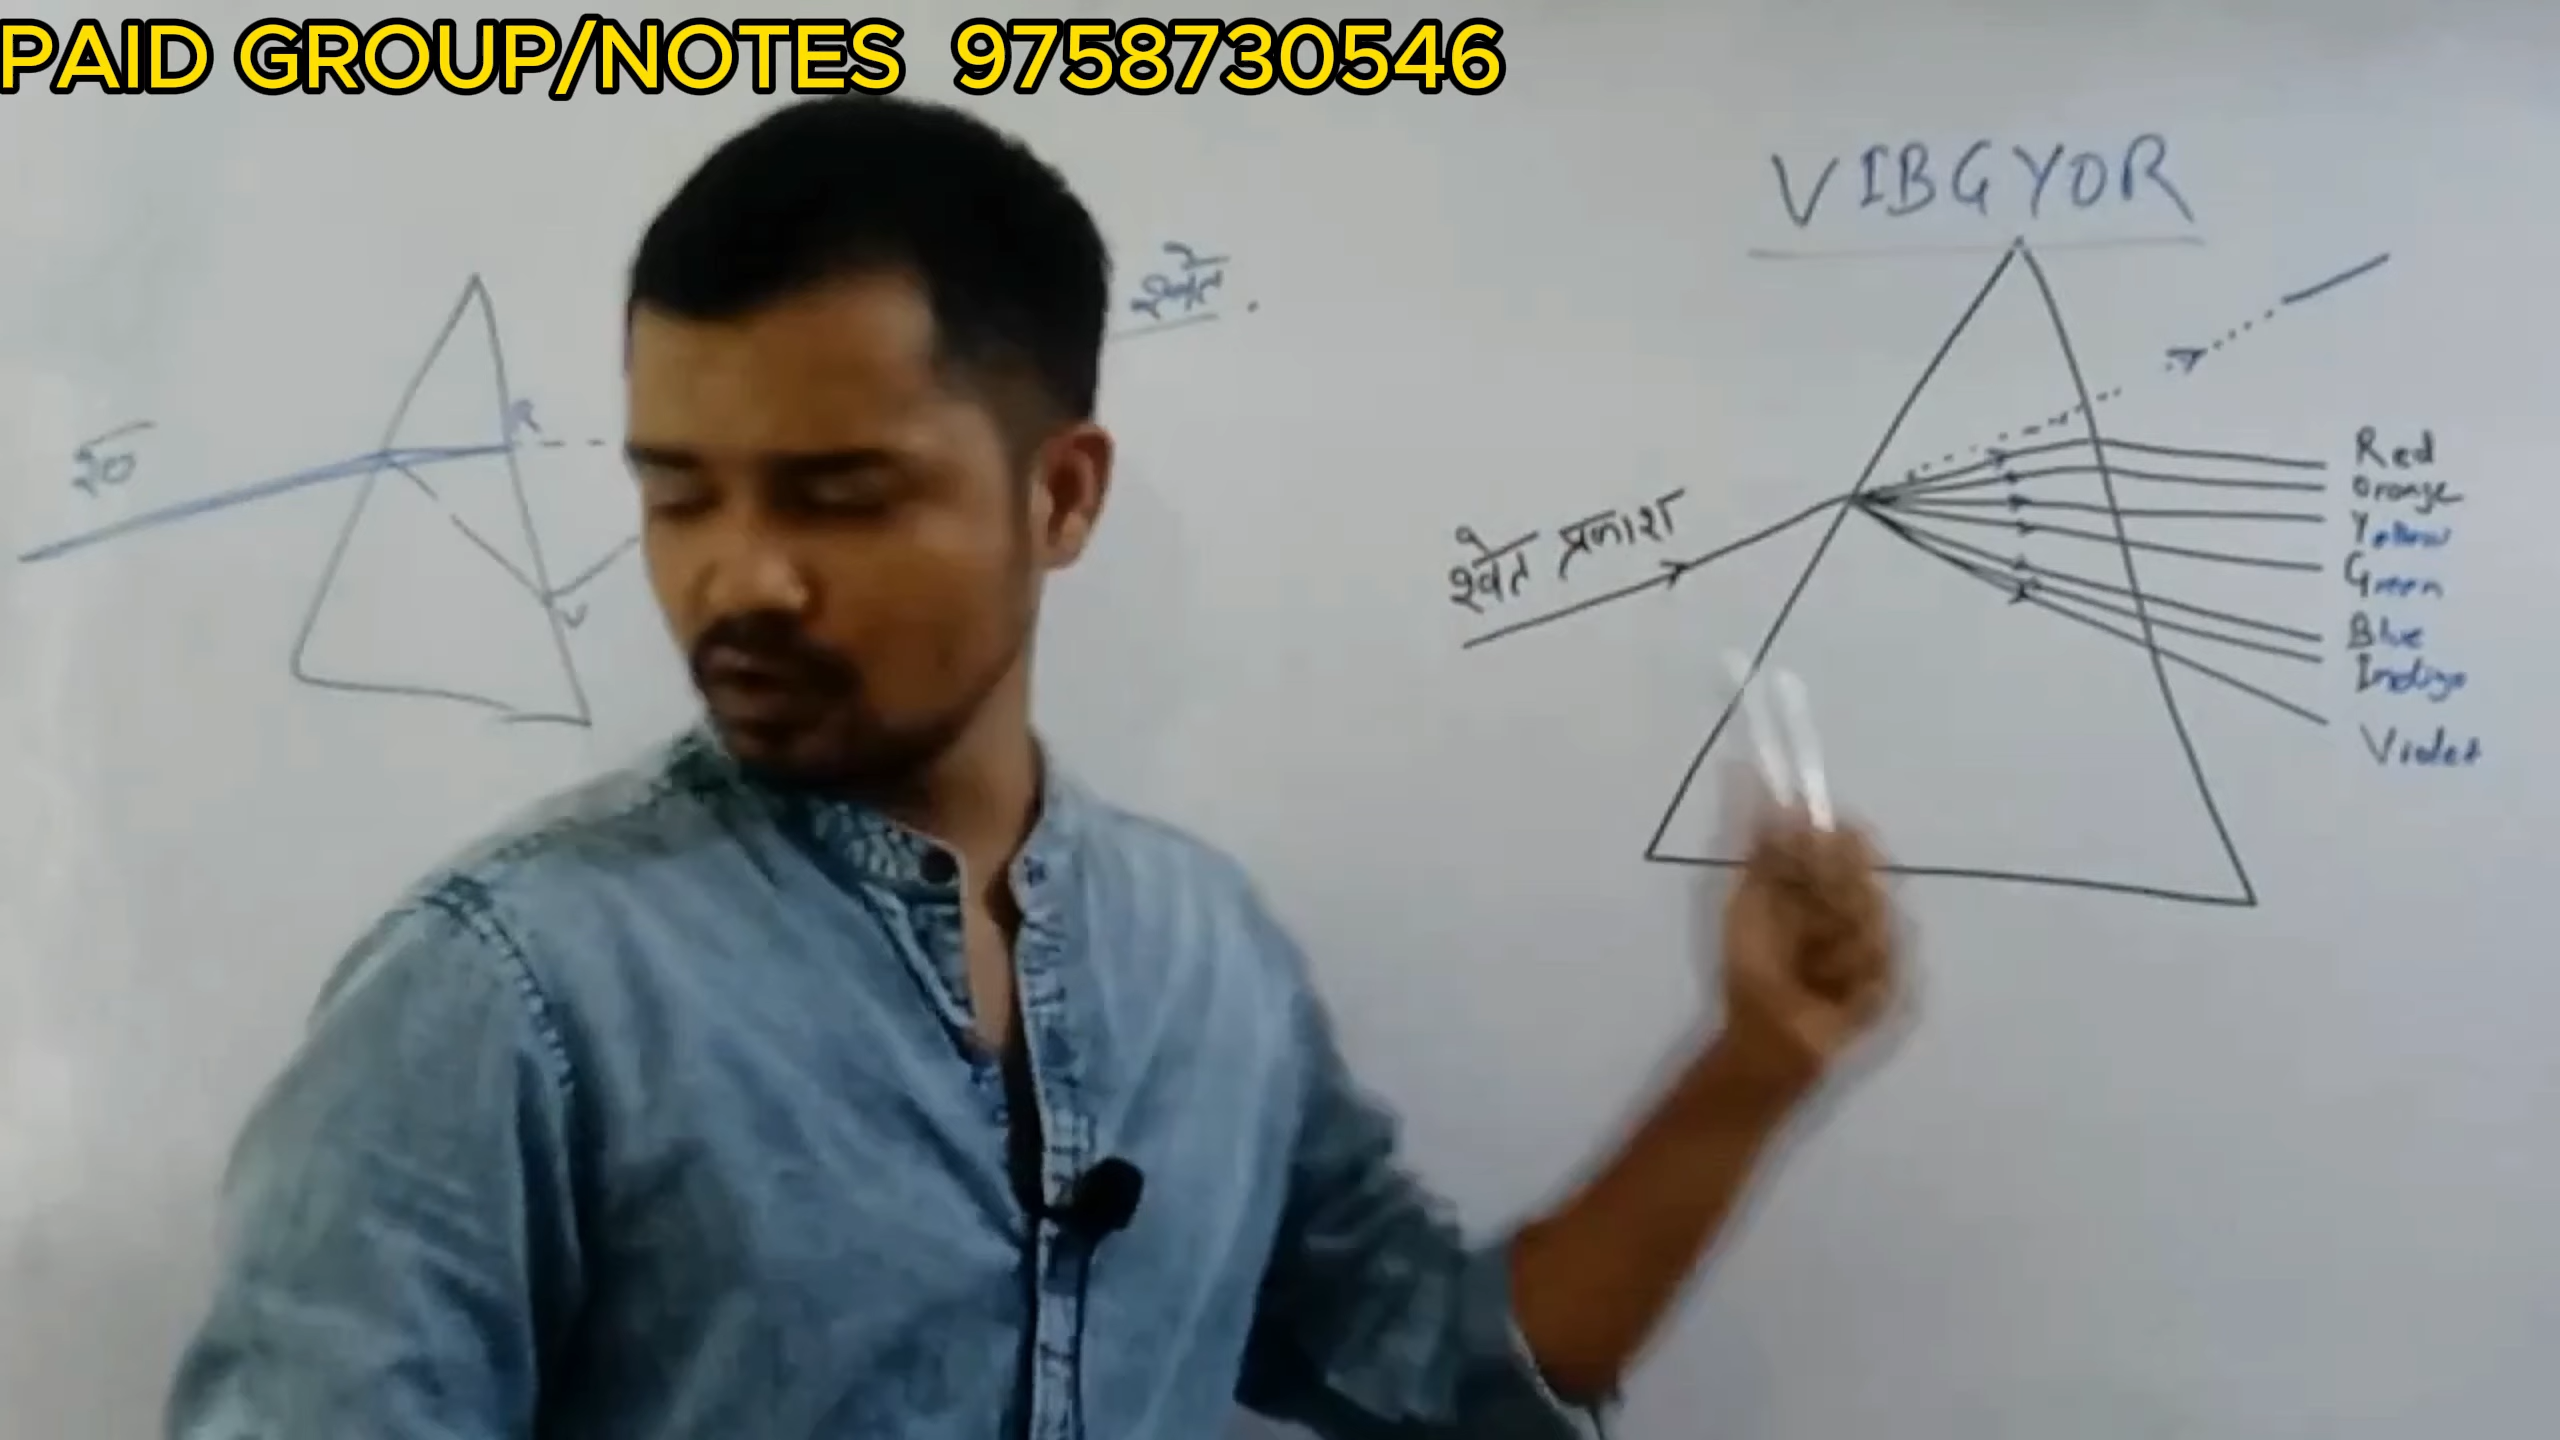 PAID GROUP/NOTES 9758730546
VIBGYOR
श्वेत
R
श्वेत प्रकाश
Red
Orange
Yellow
Green
Blue
Indigo
Violet